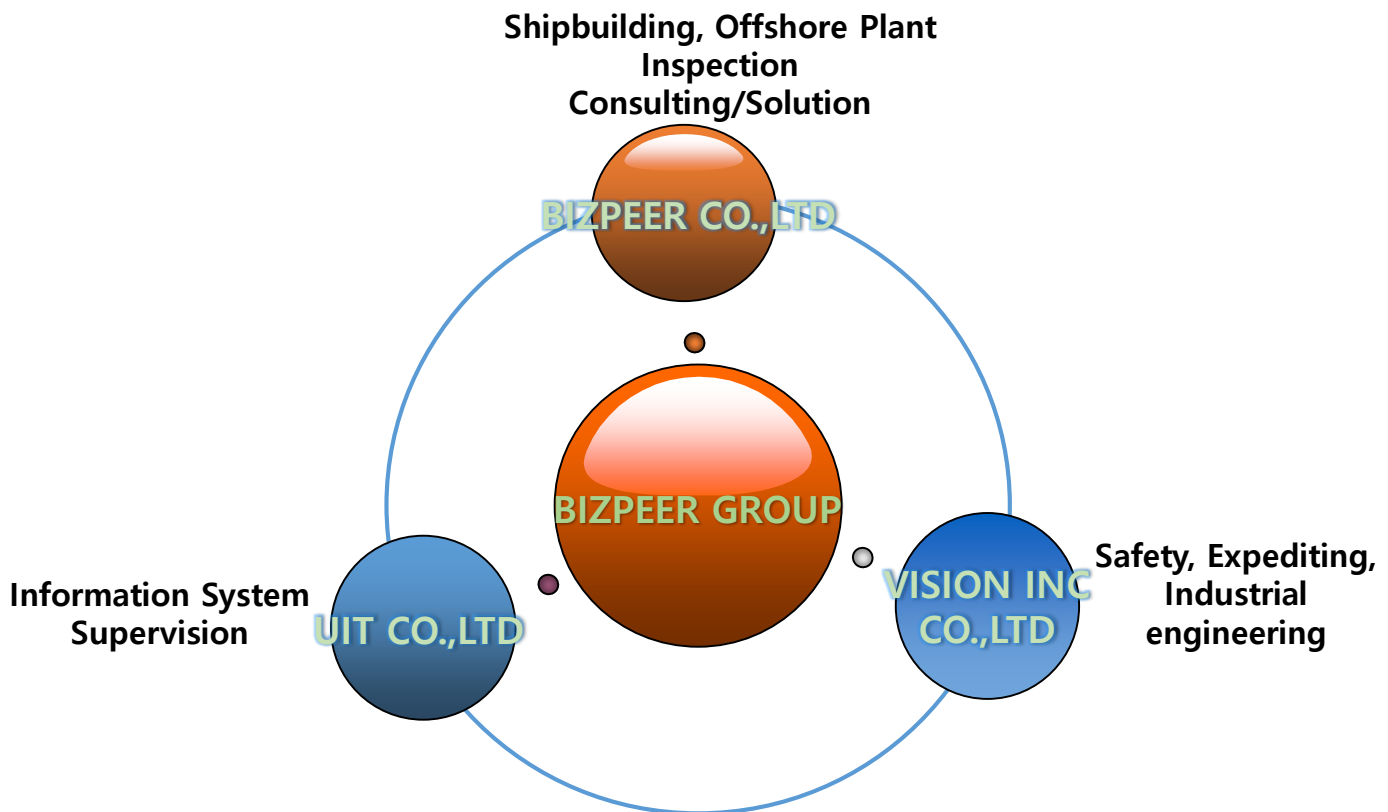 Shipbuilding, Offshore Plant
Inspection
Consulting/Solution
BIZPEER CO.,LTD
BIZPEER GROUP
Information System
Supervision
UIT CO.,LTD
VISION INC
CO.,LTD
Safety, Expediting,
Industrial
engineering